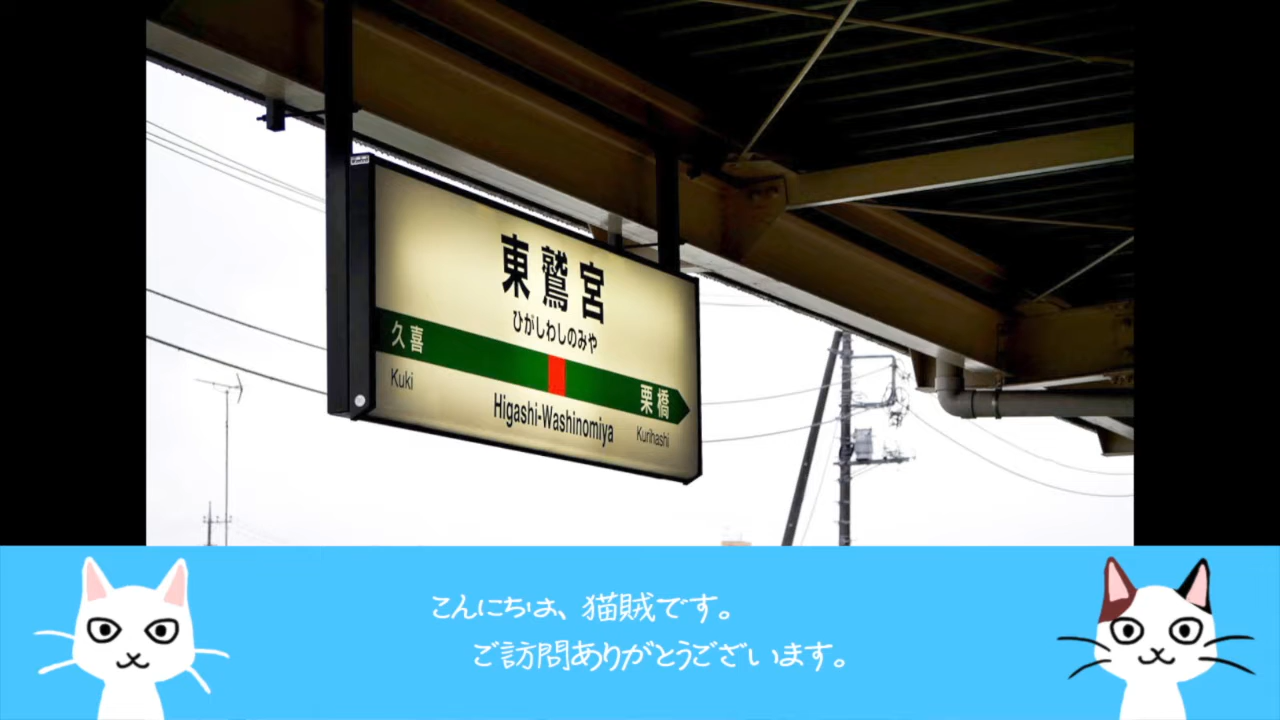 東鷲宮
ひがしわしのみや
久喜
栗橋
Kuki
Higashi-Washinomiya
Kurihashi
こんにちは、猫賊です。
ご訪問ありがとうございます。